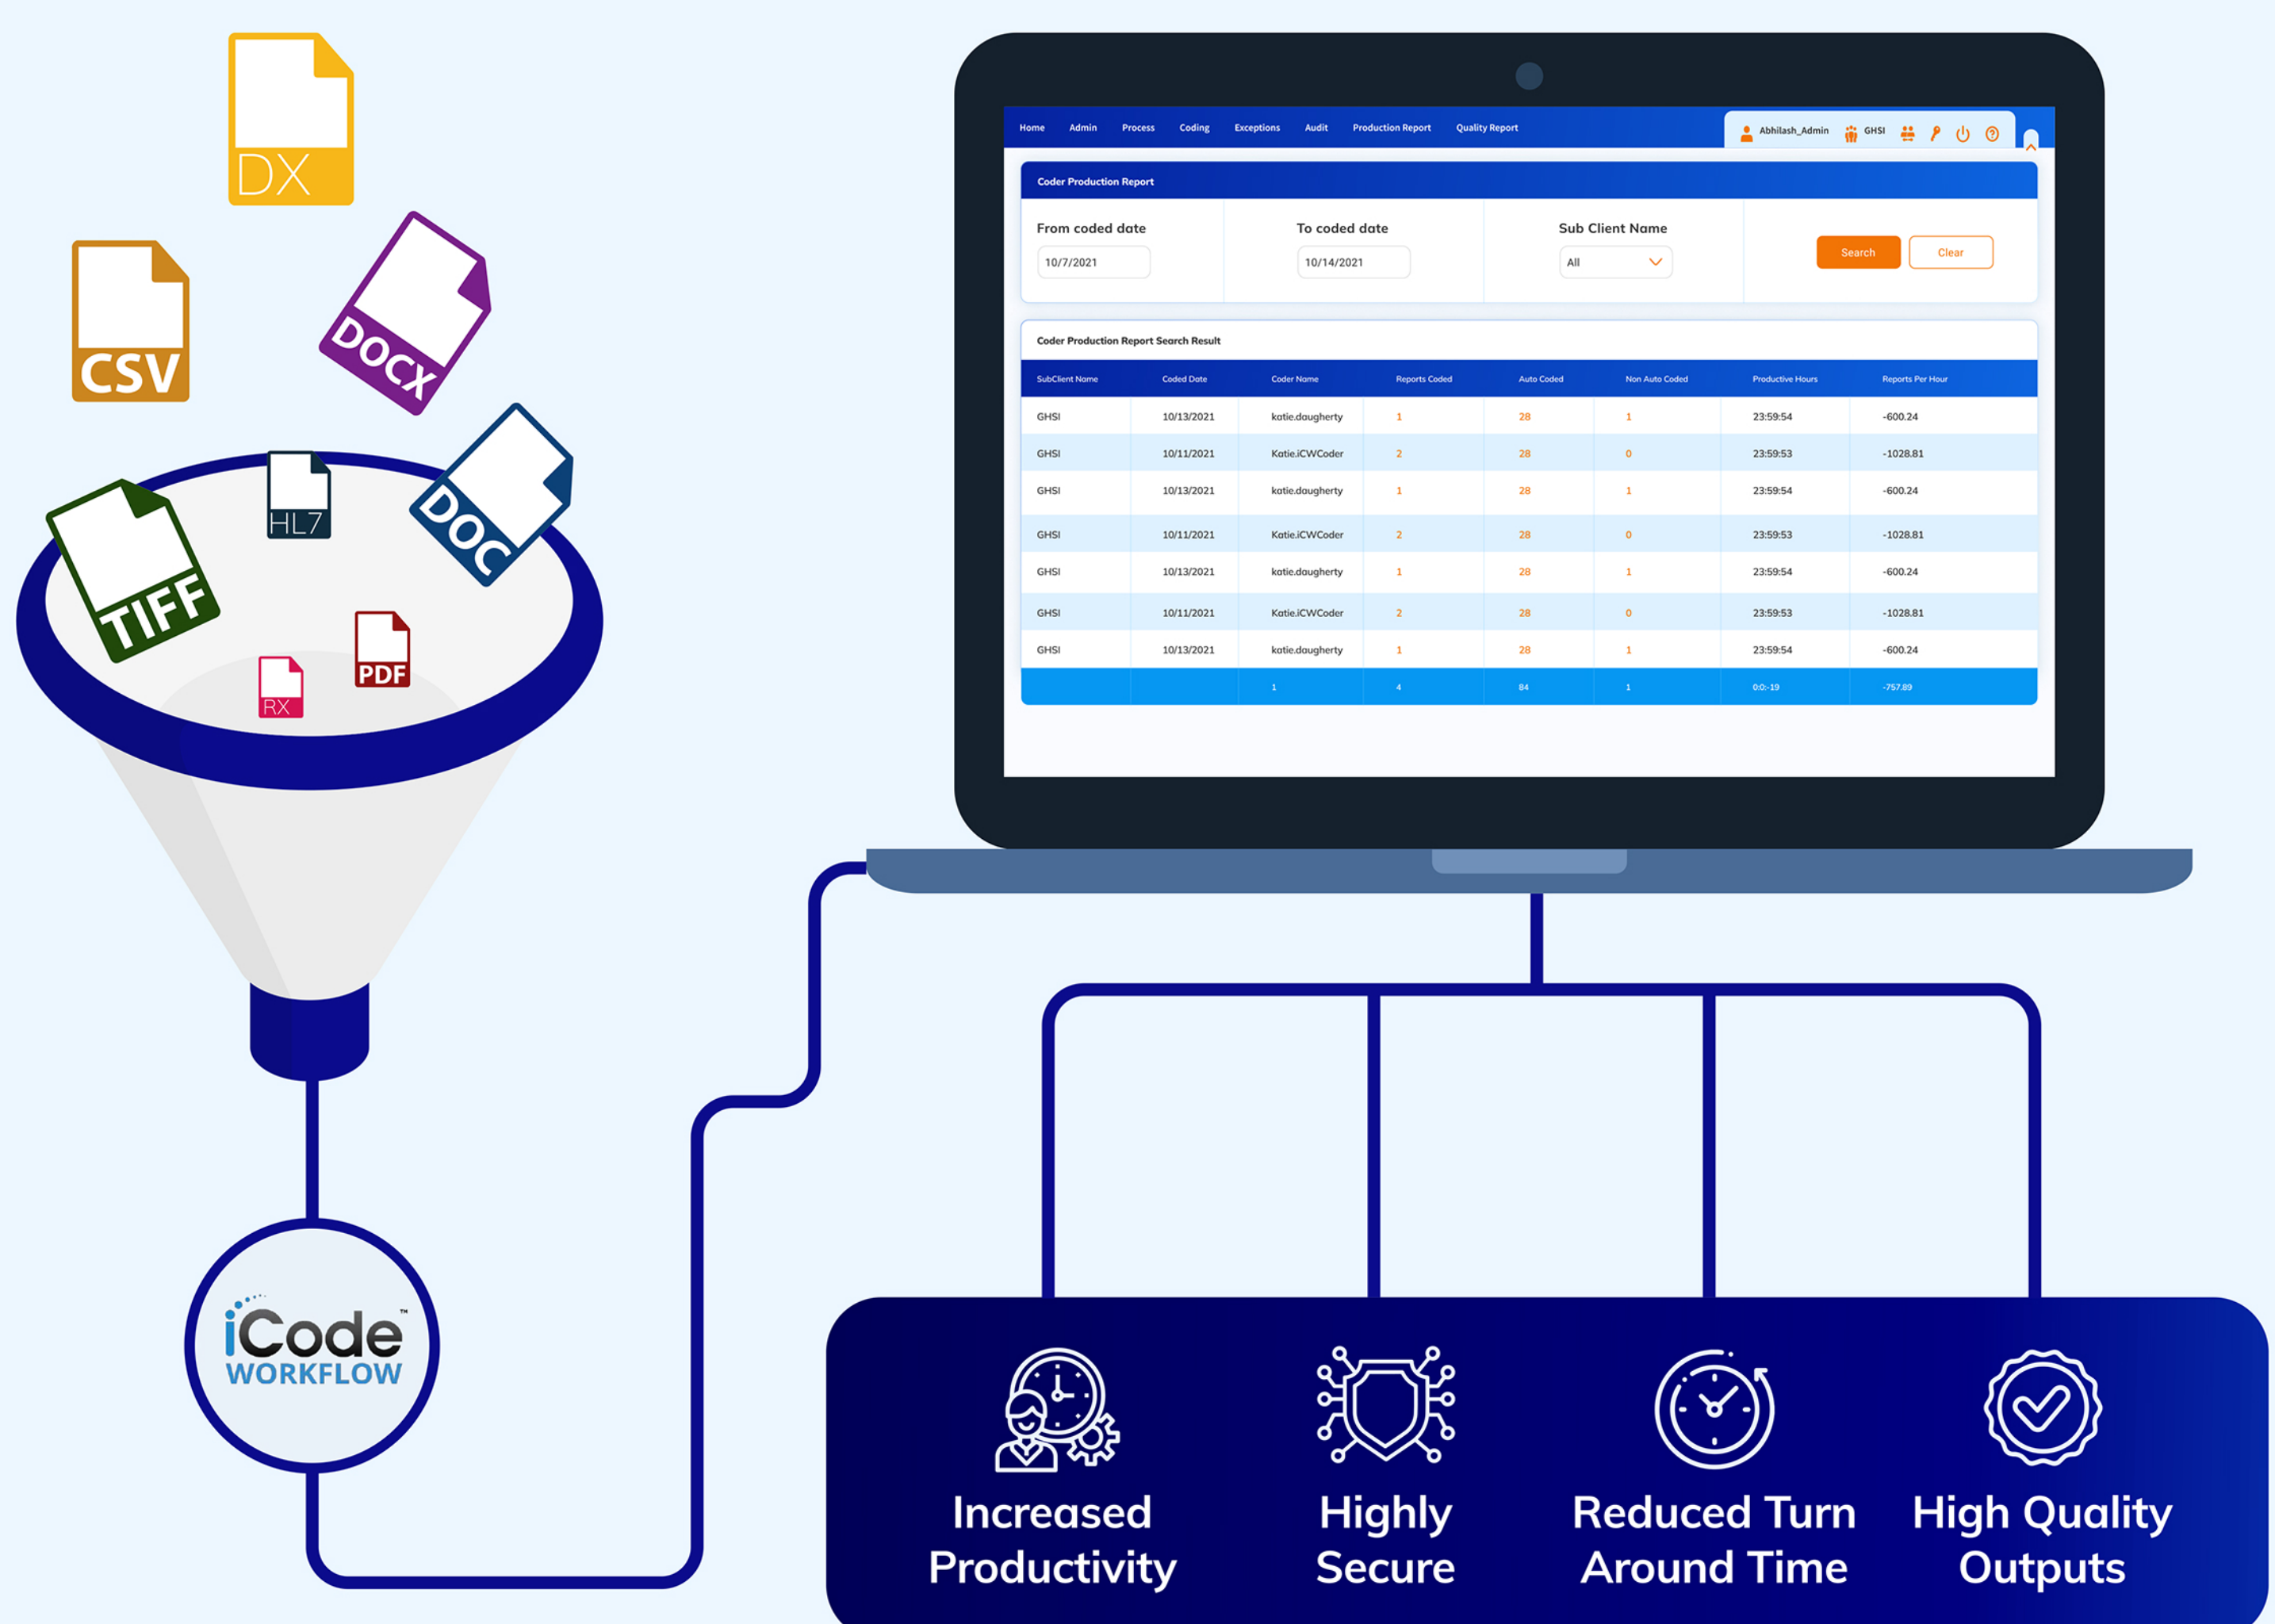 DX
CSV
DOCX
DOC
HL7
TIFF
PDF
RX
iCode™
WORKFLOW
Home Admin Process Coding Exceptions Audit Production Report Quality Report Abhilash_Admin GHSI
Coder Production Report
From coded date To coded date Sub Client Name
10/7/2021 10/14/2021 All Search Clear
Coder Production Report Search Result
SubClient Name Coded Date Coder Name Reports Coded Auto Coded Non Auto Coded Productive Hours Reports Per Hour
GHSI 10/13/2021 katie.daugherty 1 28 1 23:59:54 -600.24
GHSI 10/11/2021 Katie.iCWCoder 2 28 0 23:59:53 -1028.81
GHSI 10/13/2021 katie.daugherty 1 28 1 23:59:54 -600.24
GHSI 10/11/2021 Katie.iCWCoder 2 28 0 23:59:53 -1028.81
GHSI 10/13/2021 katie.daugherty 1 28 1 23:59:54 -600.24
GHSI 10/11/2021 Katie.iCWCoder 2 28 0 23:59:53 -1028.81
GHSI 10/13/2021 katie.daugherty 1 28 1 23:59:54 -600.24
1 4 84 1 0:0:-19 -757.89
Increased
Productivity
Highly
Secure
Reduced Turn
Around Time
High Quality
Outputs